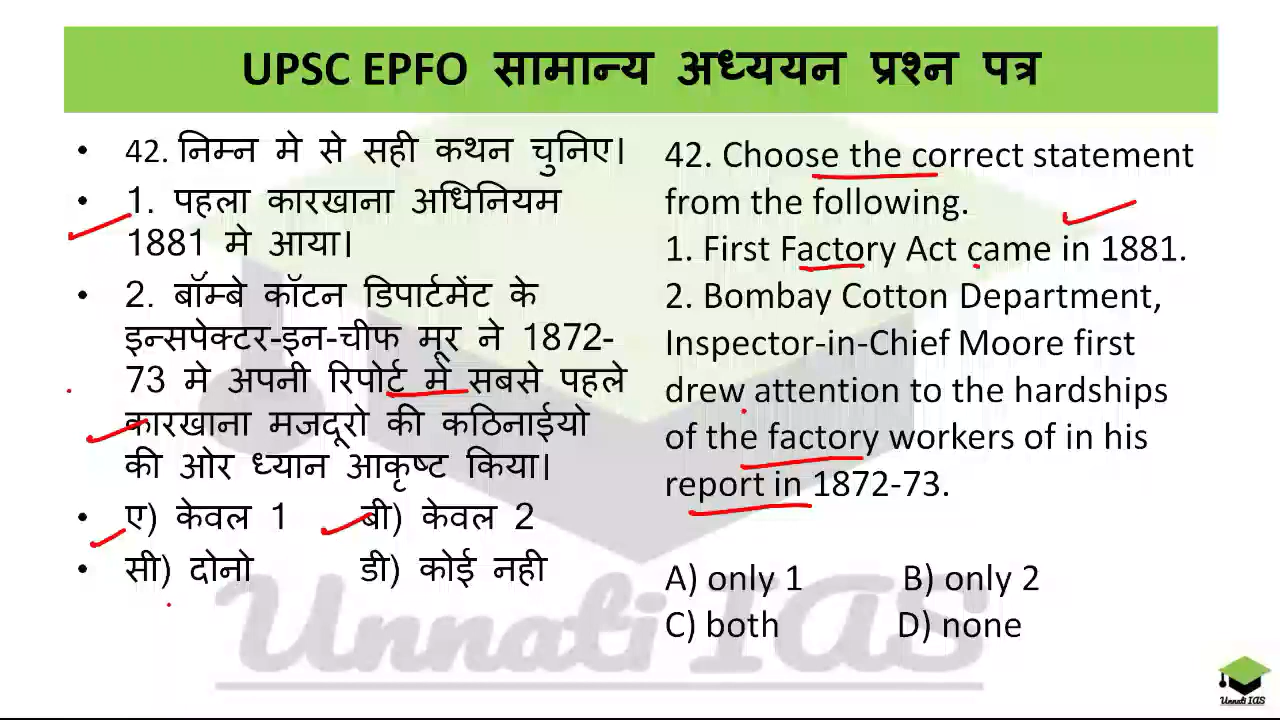 UPSC EPFO सामान्य अध्ययन प्रश्न पत्र
• 42. निम्न मे से सही कथन चुनिए।
• 1. पहला कारखाना अधिनियम
1881 मे आया।
• 2. बॉम्बे कॉटन डिपार्टमेंट के
इन्सपेक्टर-इन-चीफ मूर ने 1872-
73 मे अपनी रिपोर्ट में सबसे पहले
कारखाना मजदूरो की कठिनाईयो
की ओर ध्यान आकृष्ट किया।
• ए) केवल 1 बी) केवल 2
• सी) दोनो डी) कोई नही
42. Choose the correct statement
from the following.
1. First Factory Act came in 1881.
2. Bombay Cotton Department,
Inspector-in-Chief Moore first
drew attention to the hardships
of the factory workers of in his
report in 1872-73.
A) only 1 B) only 2
C) both D) none
Unnati IAS
Unnati IAS